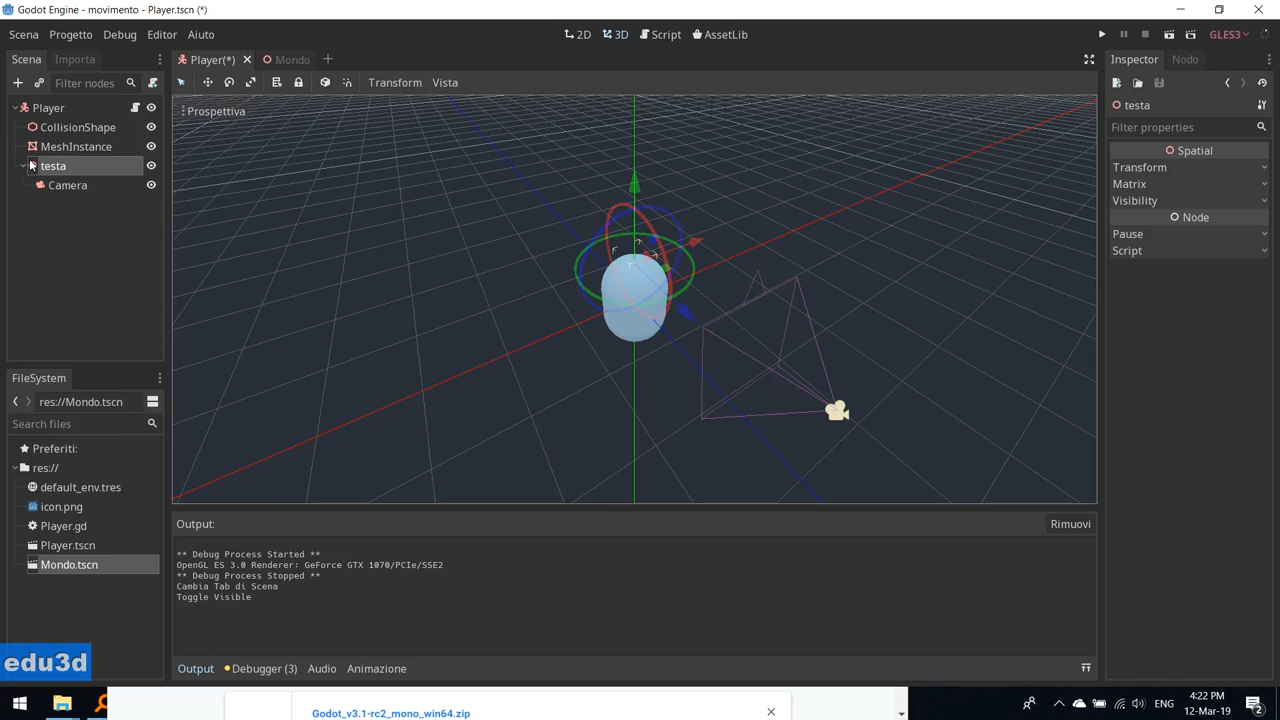 Godot Engine - movimento - Player.tscn (*)
Scena Progetto Debug Editor Aiuto
2D 3D Script AssetLib
GLES3
Scena Importa
Filter nodes
Player
CollisionShape
MeshInstance
testa
Camera
Player(*) Mondo
Transform Vista
Prospettiva
Inspector Nodo
testa
Filter properties
Spatial
Transform
Matrix
Visibility
Node
Pause
Script
FileSystem
res://Mondo.tscn
Search files
Preferiti:
res://
default_env.tres
icon.png
Player.gd
Player.tscn
Mondo.tscn
Output:
Rimuovi
** Debug Process Started **
OpenGL ES 3.0 Renderer: GeForce GTX 1070/PCIe/SSE2
** Debug Process Stopped **
Cambia Tab di Scena
Toggle Visible
Output Debugger (3) Audio Animazione
edu3d
Godot_v3.1-rc2_mono_win64.zip
ENG
4:22 PM
12-Mar-19
2